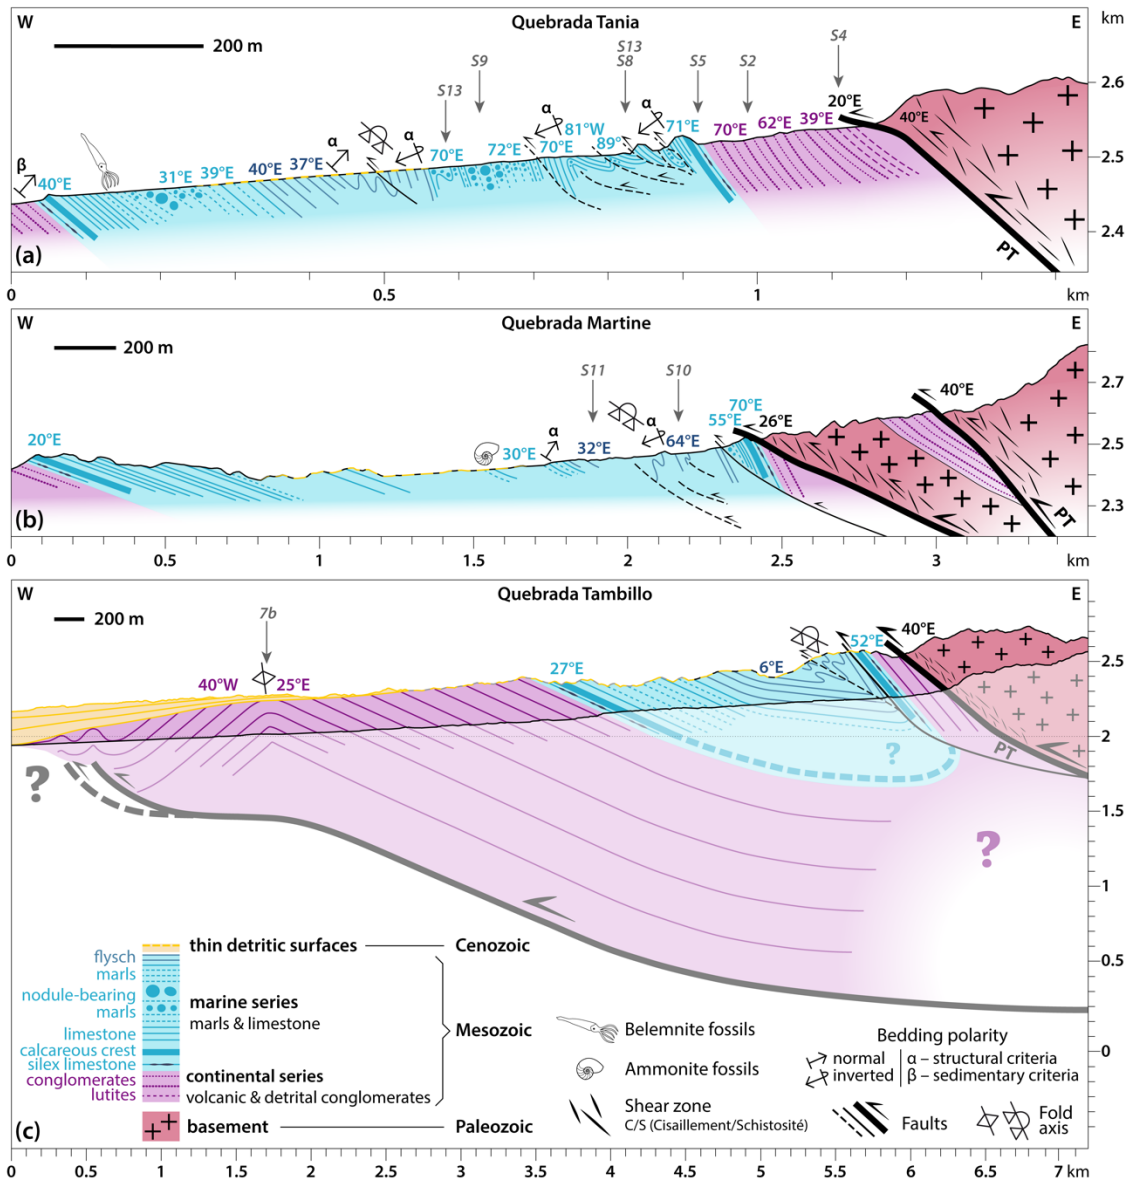 W
Quebrada Tania
E
km
200 m
S13
S9
S13
S8
S5
S2
S4
β
40°E
31°E
39°E
40°E
37°E
α
α
70°E
72°E
α
81°W
70°E
89°
α
71°E
70°E
62°E
39°E
20°E
40°E
PT
2.6
2.5
2.4
(a)
0
0.5
1
km
W
Quebrada Martine
E
200 m
S11
S10
20°E
30°E
α
32°E
α
64°E
55°E
70°E
26°E
40°E
PT
2.7
2.5
2.3
(b)
0
0.5
1
1.5
2
2.5
3
km
W
Quebrada Tambillo
E
200 m
7b
40°W
25°E
27°E
6°E
52°E
40°E
PT
?
?
?
2.5
2
1.5
1
0.5
0
thin detritic surfaces
Cenozoic
flysch
marls
nodule-bearing
marls
limestone
calcareous crest
silex limestone
conglomerates
lutites
marine series
marls & limestone
Mesozoic
continental series
volcanic & detrital conglomerates
basement
Paleozoic
Belemnite fossils
Ammonite fossils
Shear zone
C/S (Cisaillement/Schistosité)
Bedding polarity
normal
inverted
α – structural criteria
β – sedimentary criteria
Faults
Fold
axis
(c)
0
0.5
1
1.5
2
2.5
3
3.5
4
4.5
5
5.5
6
6.5
7 km